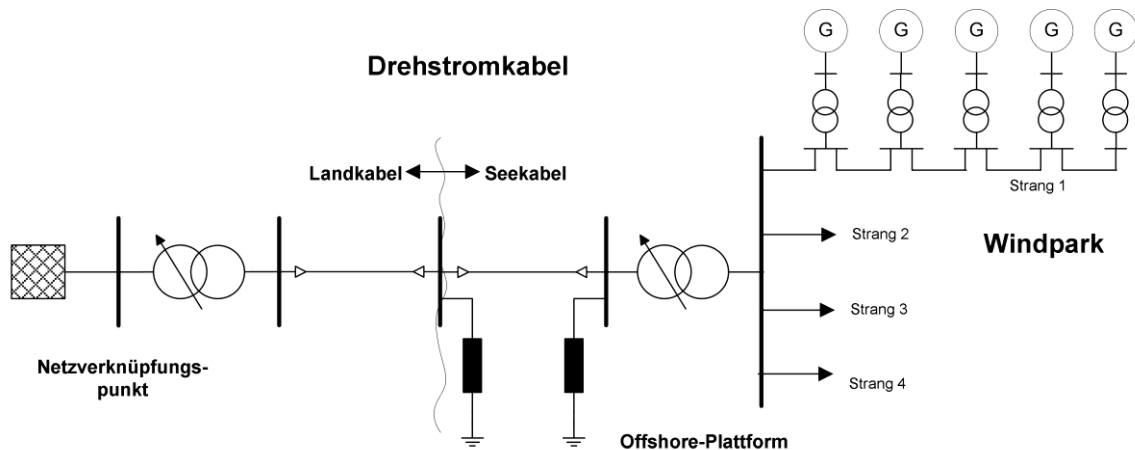 G G G G G
Drehstromkabel
Landkabel Seekabel
Strang 1
Strang 2
Windpark
Strang 3
Netzverknüpfungs-
punkt
Strang 4
Offshore-Plattform